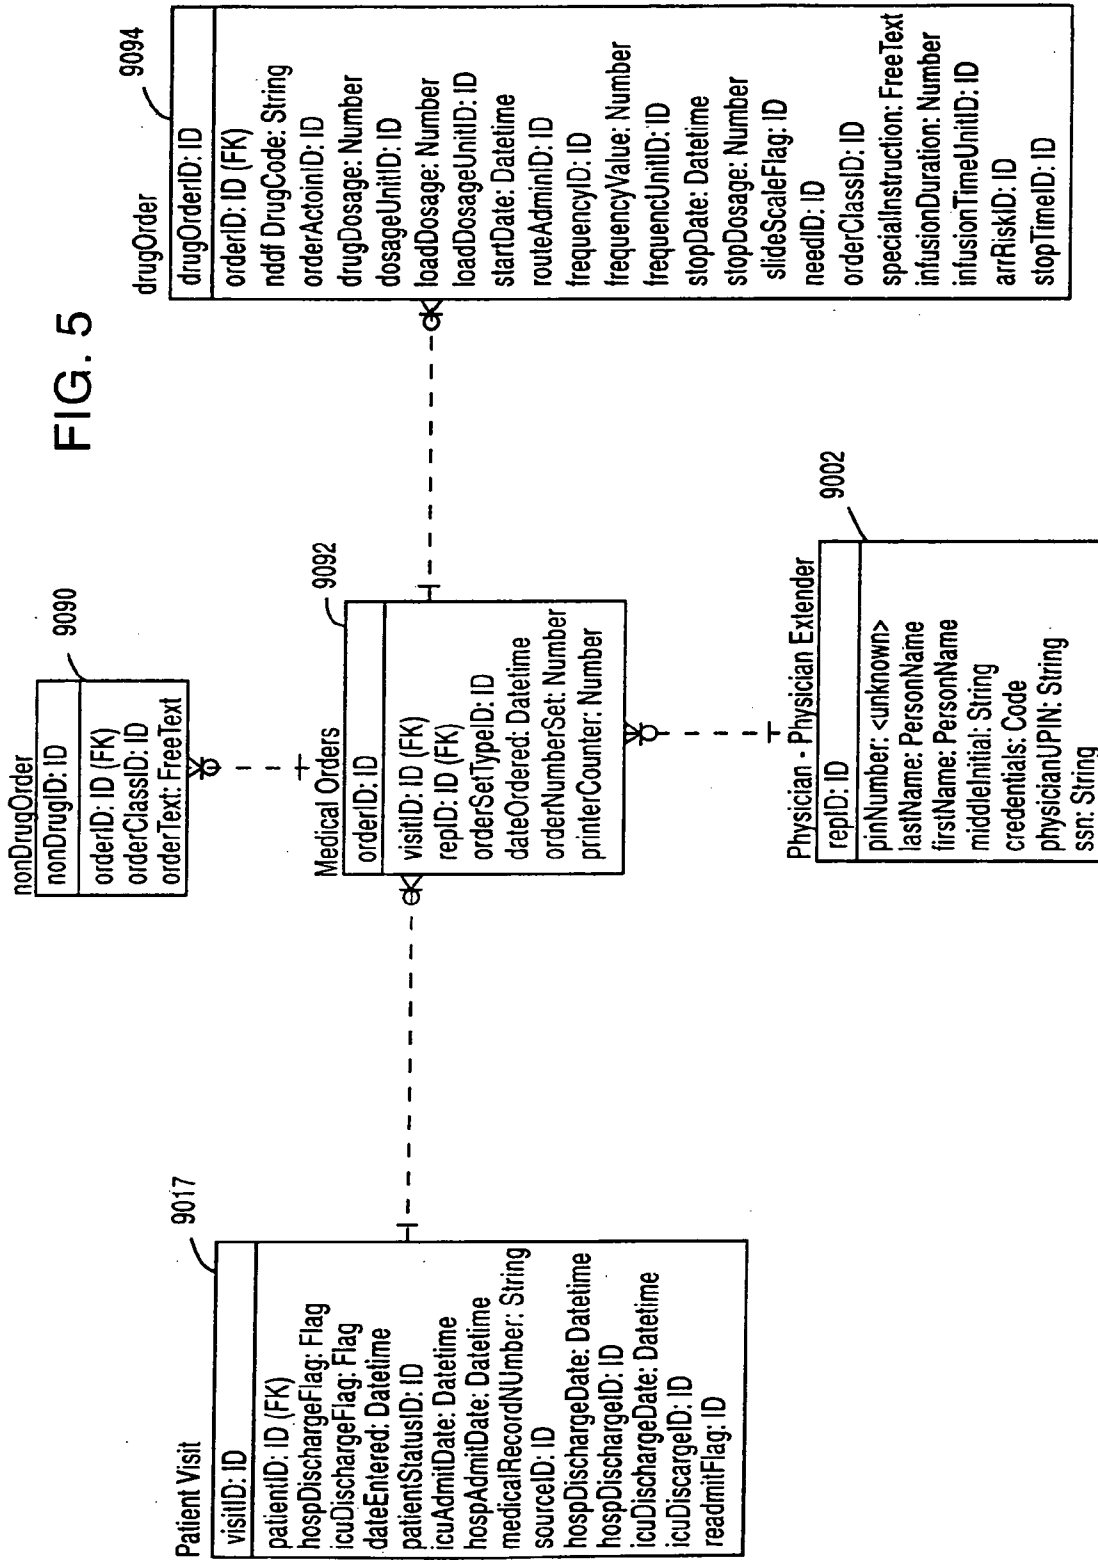 FIG. 5
Patient Visit
9017
visitID: ID
patientID: ID (FK)
hospDischargeFlag: Flag
icuDischargeFlag: Flag
dateEntered: Datetime
patientStatusID: ID
icuAdmitDate: Datetime
hospAdmitDate: Datetime
medicalRecordNUmber: String
sourceID: ID
hospDischargeDate: Datetime
hospDischargeID: ID
icuDischargeDate: Datetime
icuDiscargeID: ID
readmitFlag: ID
nonDrugOrder
9090
nonDrugID: ID
orderID: ID (FK)
orderClassID: ID
orderText: FreeText
Medical Orders
9092
orderID: ID
visitID: ID (FK)
repID: ID (FK)
orderSetTypeID: ID
dateOrdered: Datetime
orderNumberSet: Number
printerCounter: Number
Physician - Physician Extender
9002
repID: ID
pinNumber: <unknown>
lastName: PersonName
firstName: PersonName
middleInitial: String
credentials: Code
physicianUPIN: String
ssn: String
drugOrder
9094
drugOrderID: ID
orderID: ID (FK)
nddf DrugCode: String
orderActoinID: ID
drugDosage: Number
dosageUnitID: ID
loadDosage: Number
loadDosageUnitID: ID
startDate: Datetime
routeAdminID: ID
frequencyID: ID
frequencyValue: Number
frequencUnitID: ID
stopDate: Datetime
stopDosage: Number
slideScaleFlag: ID
needID: ID
orderClassID: ID
specialInstruction: FreeText
infusionDuration: Number
infusionTimeUnitID: ID
arrRiskID: ID
stopTimeID: ID